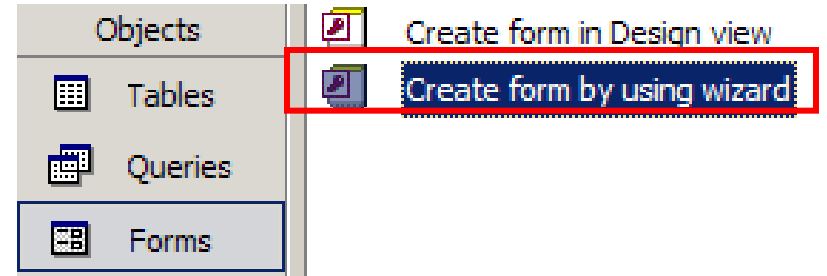 Objects
Tables
Queries
Forms
Create form in Design view
Create form by using wizard